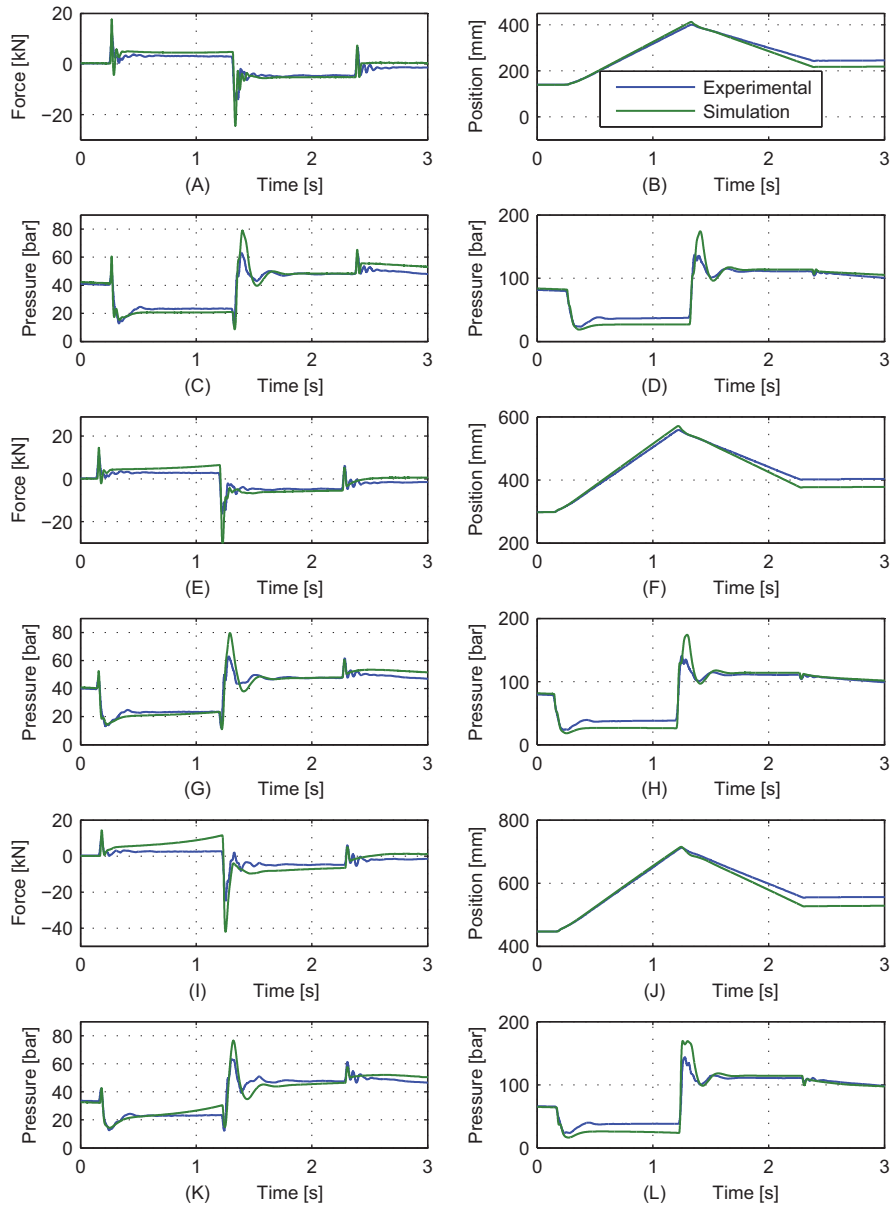 20
0
−20
Force [kN]
0
1
2
3
(A)
Time [s]
400
200
0
Position [mm]
Experimental
Simulation
0
1
2
3
(B)
Time [s]
80
60
40
20
0
Pressure [bar]
0
1
2
3
(C)
Time [s]
200
100
0
Pressure [bar]
0
1
2
3
(D)
Time [s]
20
0
−20
Force [kN]
0
1
2
3
(E)
Time [s]
600
400
200
Position [mm]
0
1
2
3
(F)
Time [s]
80
60
40
20
0
Pressure [bar]
0
1
2
3
(G)
Time [s]
200
100
0
Pressure [bar]
0
1
2
3
(H)
Time [s]
20
0
−20
−40
Force [kN]
0
1
2
3
(I)
Time [s]
800
600
400
Position [mm]
0
1
2
3
(J)
Time [s]
80
60
40
20
0
Pressure [bar]
0
1
2
3
(K)
Time [s]
200
100
0
Pressure [bar]
0
1
2
3
(L)
Time [s]